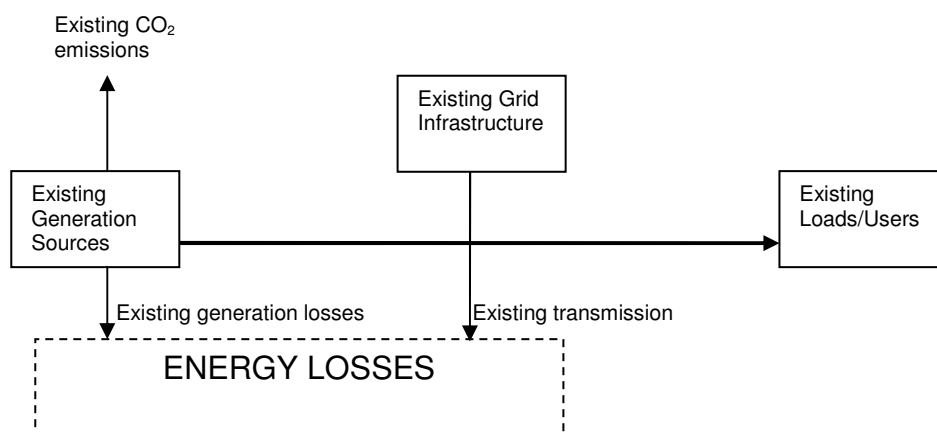 Existing CO₂
emissions
Existing Grid
Infrastructure
Existing
Generation
Sources
Existing
Loads/Users
Existing generation losses
Existing transmission
ENERGY LOSSES